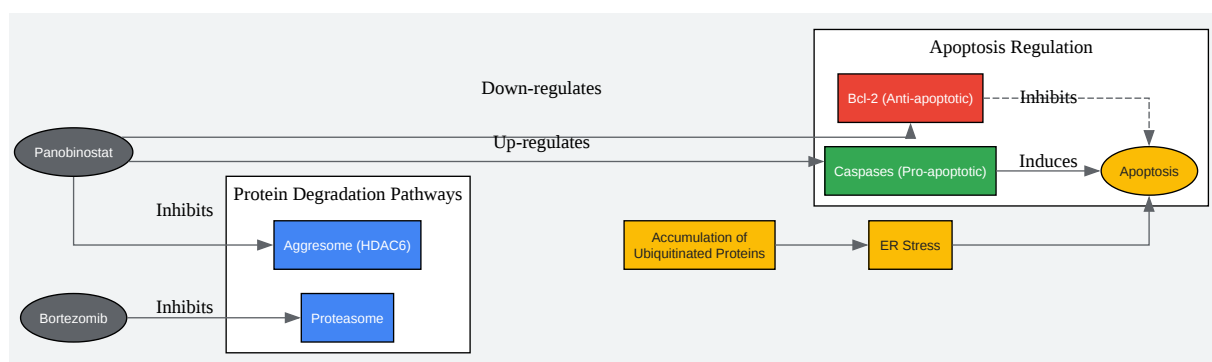 Apoptosis Regulation
Down-regulates
Bcl-2 (Anti-apoptotic)
Inhibits
Panobinostat
Up-regulates
Caspases (Pro-apoptotic)
Induces
Apoptosis
Protein Degradation Pathways
Inhibits
Aggresome (HDAC6)
Accumulation of
Ubiquitinated Proteins
ER Stress
Bortezomib
Inhibits
Proteasome